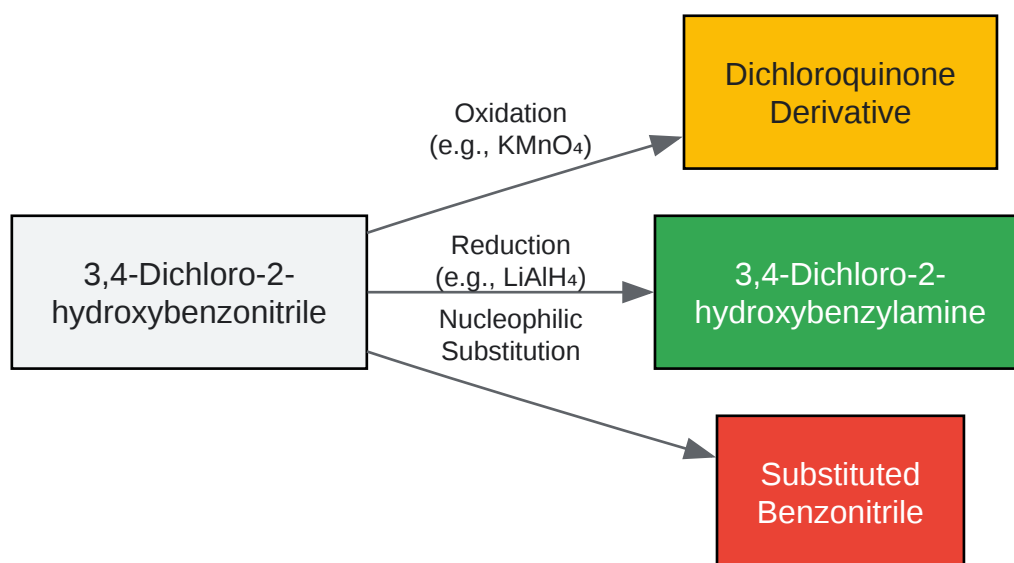 Dichloroquinone
Derivative
Oxidation
(e.g., KMnO₄)
3,4-Dichloro-2-
hydroxybenzonitrile
Reduction
(e.g., LiAlH₄)
3,4-Dichloro-2-
hydroxybenzylamine
Nucleophilic
Substitution
Substituted
Benzonitrile